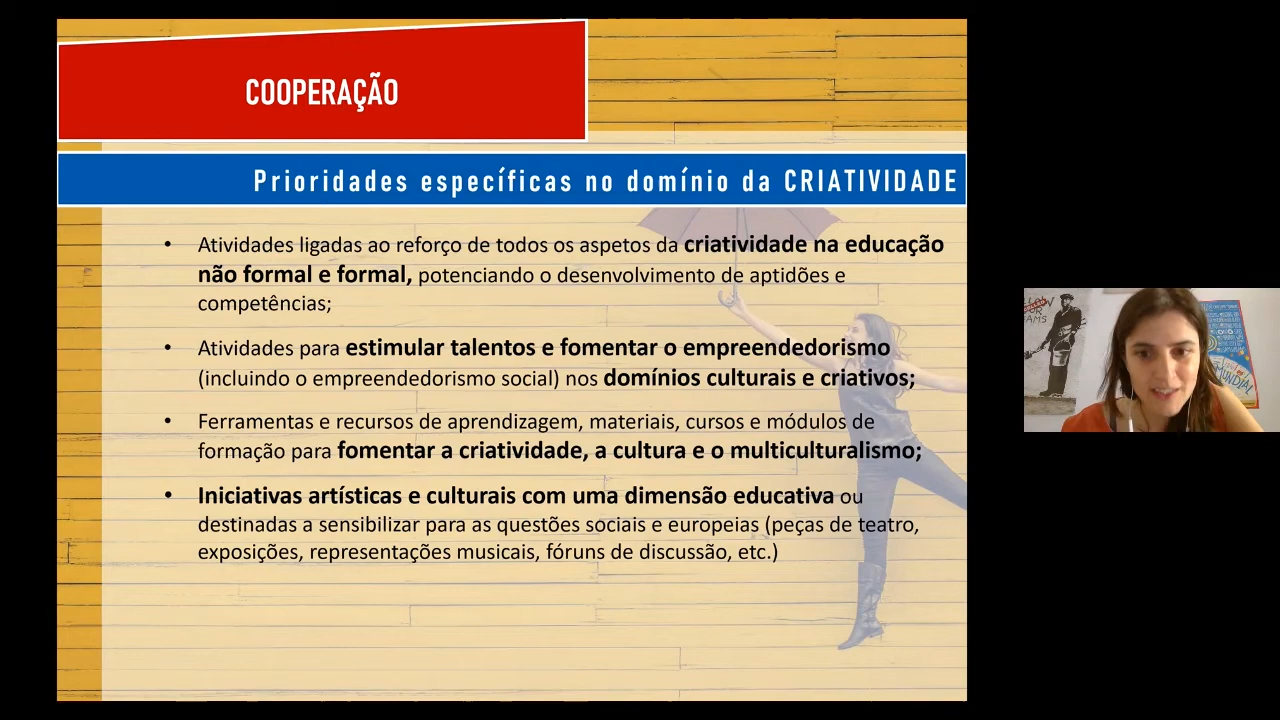 COOPERAÇÃO
Prioridades específicas no domínio da CRIATIVIDADE
• Atividades ligadas ao reforço de todos os aspetos da criatividade na educação
não formal e formal, potenciando o desenvolvimento de aptidões e
competências;
• Atividades para estimular talentos e fomentar o empreendedorismo
(incluindo o empreendedorismo social) nos domínios culturais e criativos;
• Ferramentas e recursos de aprendizagem, materiais, cursos e módulos de
formação para fomentar a criatividade, a cultura e o multiculturalismo;
• Iniciativas artísticas e culturais com uma dimensão educativa ou
destinadas a sensibilizar para as questões sociais e europeias (peças de teatro,
exposições, representações musicais, fóruns de discussão, etc.)
MUNDIAL